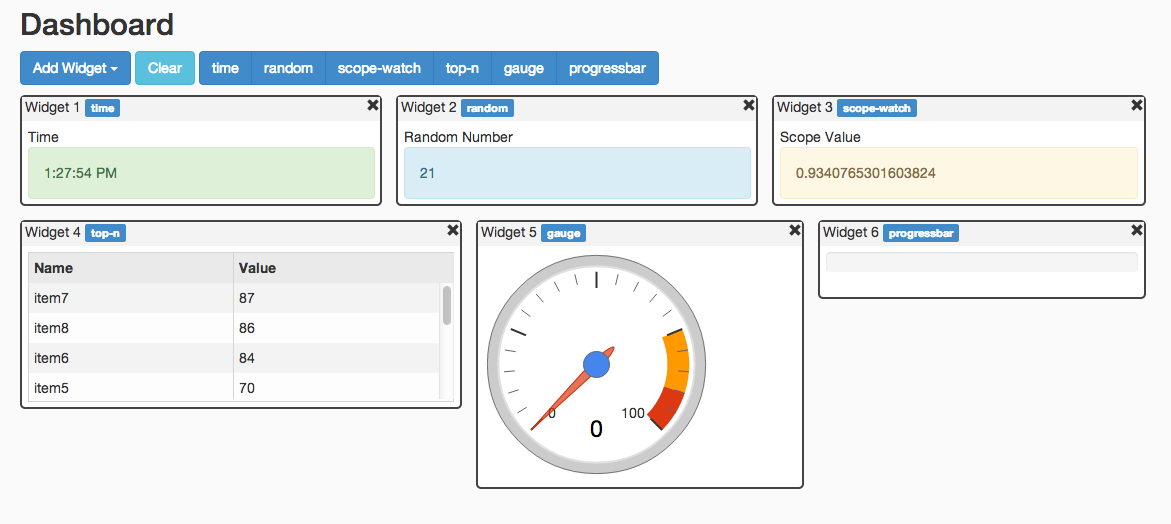 Dashboard
Add Widget Clear time random scope-watch top-n gauge progressbar
Widget 1 time
Time
1:27:54 PM
Widget 2 random
Random Number
21
Widget 3 scope-watch
Scope Value
0.9340765301603824
Widget 4 top-n
Name Value
item7 87
item8 86
item6 84
item5 70
Widget 5 gauge
0 100
0
Widget 6 progressbar